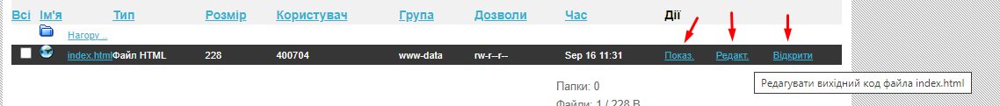 Всі Ім'я Тип Розмір Користувач Група Дозволи Час Дії
Нагору ..
index.html Файл HTML 228 400704 www-data rw-r--r-- Sep 16 11:31 Показ. Редакт. Відкрити
Редагувати вихідний код файла index.html
Папки: 0
Файли: 1 / 228 B